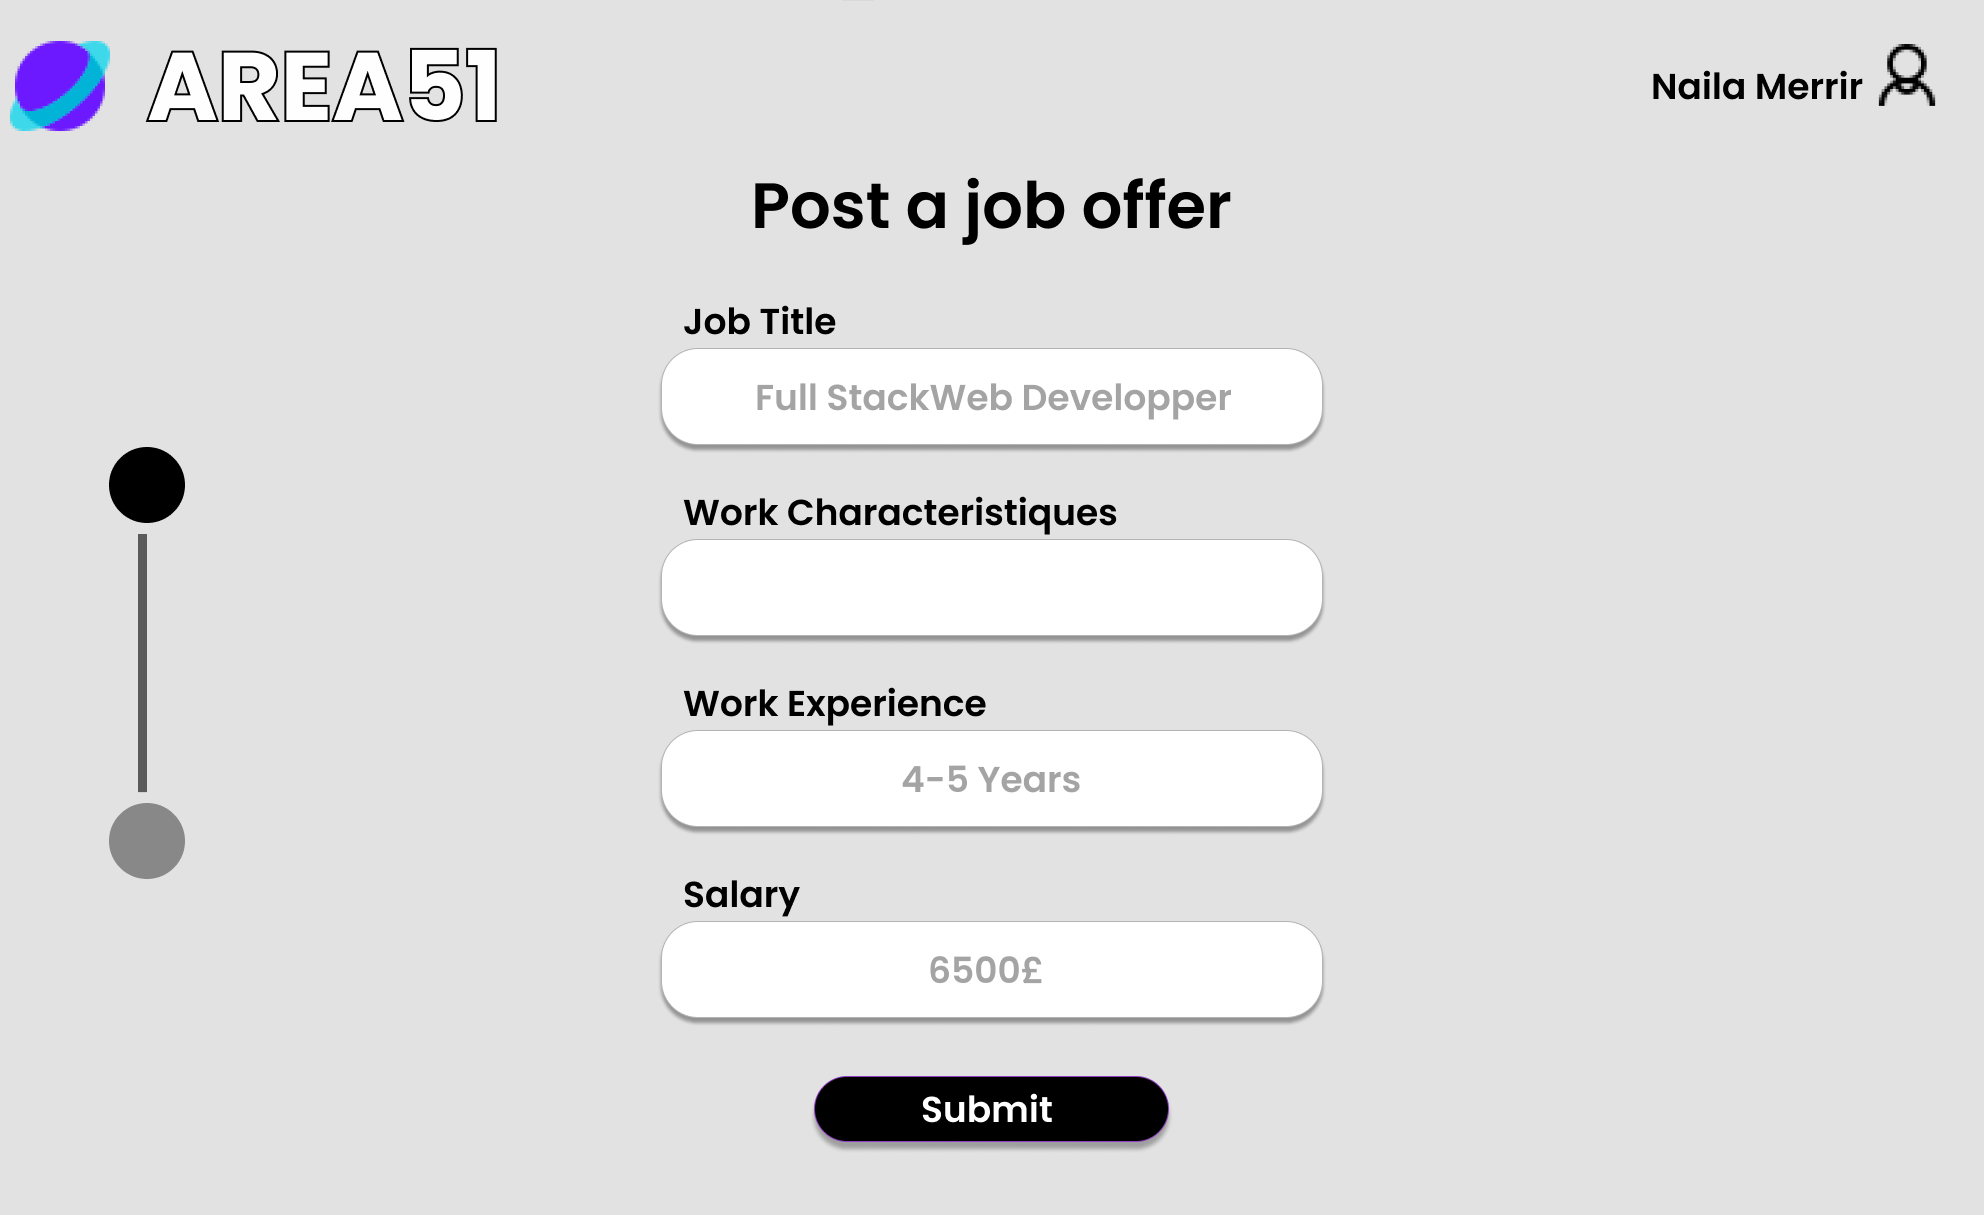 AREA51
Naila Merrir
Post a job offer
Job Title
Full StackWeb Developper
Work Characteristiques
Work Experience
4-5 Years
Salary
6500£
Submit